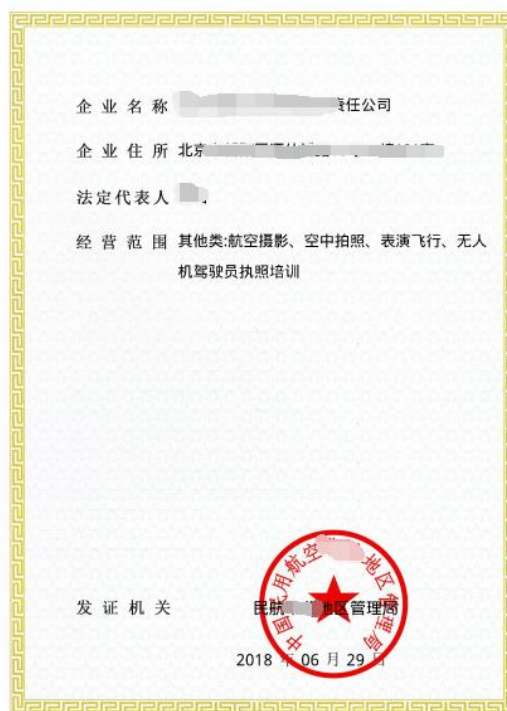 企业名称 责任公司
企业住所 北京
法定代表人
经营范围 其他类:航空摄影、空中拍照、表演飞行、无人
机驾驶员执照培训
中国民用航空 地区管理局
发证机关 民航 地区管理局
2018 年 06 月 29 日